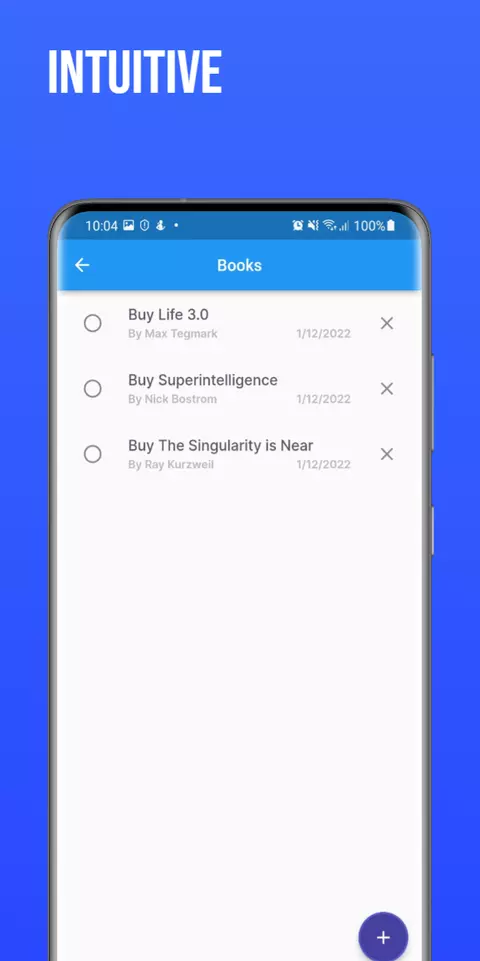 INTUITIVE
10:04 100%
Books
Buy Life 3.0
By Max Tegmark 1/12/2022
Buy Superintelligence
By Nick Bostrom 1/12/2022
Buy The Singularity is Near
By Ray Kurzweil 1/12/2022